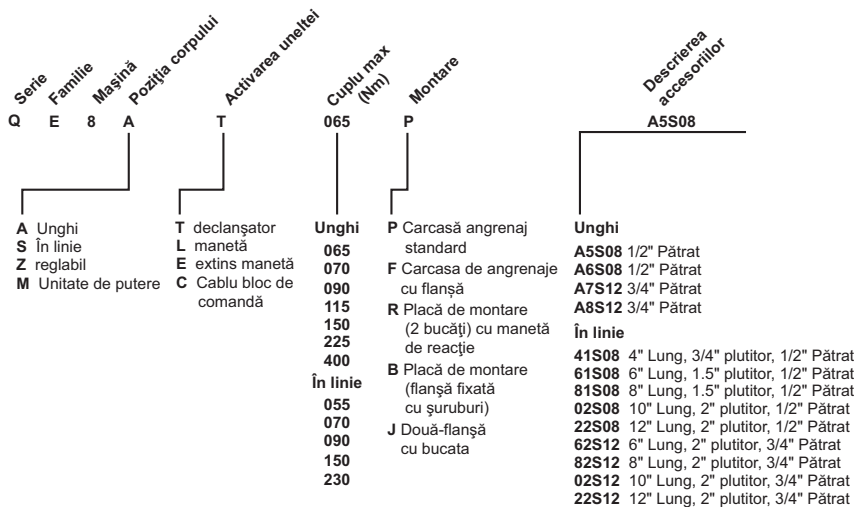 Serie
Familie
Mașină
Poziţia corpului
Activarea uneltei
Cuplu max
(Nm)
Montare
Descrierea
accesoriilor
Q E 8 A T 065 P A5S08
A Unghi
S În linie
Z reglabil
M Unitate de putere
T declanșator
L manetă
E extins manetă
C Cablu bloc de
comandă
Unghi
065
070
090
115
150
225
400
În linie
055
070
090
150
230
P Carcasă angrenaj
standard
F Carcasa de angrenaje
cu flanșă
R Placă de montare
(2 bucăţi) cu manetă
de reacţie
B Placă de montare
(flanşă fixată
cu şuruburi)
J Două-flanşă
cu bucata
Unghi
A5S08 1/2" Pătrat
A6S08 1/2" Pătrat
A7S12 3/4" Pătrat
A8S12 3/4" Pătrat
În linie
41S08 4" Lung, 3/4" plutitor, 1/2" Pătrat
61S08 6" Lung, 1.5" plutitor, 1/2" Pătrat
81S08 8" Lung, 1.5" plutitor, 1/2" Pătrat
02S08 10" Lung, 2" plutitor, 1/2" Pătrat
22S08 12" Lung, 2" plutitor, 1/2" Pătrat
62S12 6" Lung, 2" plutitor, 3/4" Pătrat
82S12 8" Lung, 2" plutitor, 3/4" Pătrat
02S12 10" Lung, 2" plutitor, 3/4" Pătrat
22S12 12" Lung, 2" plutitor, 3/4" Pătrat